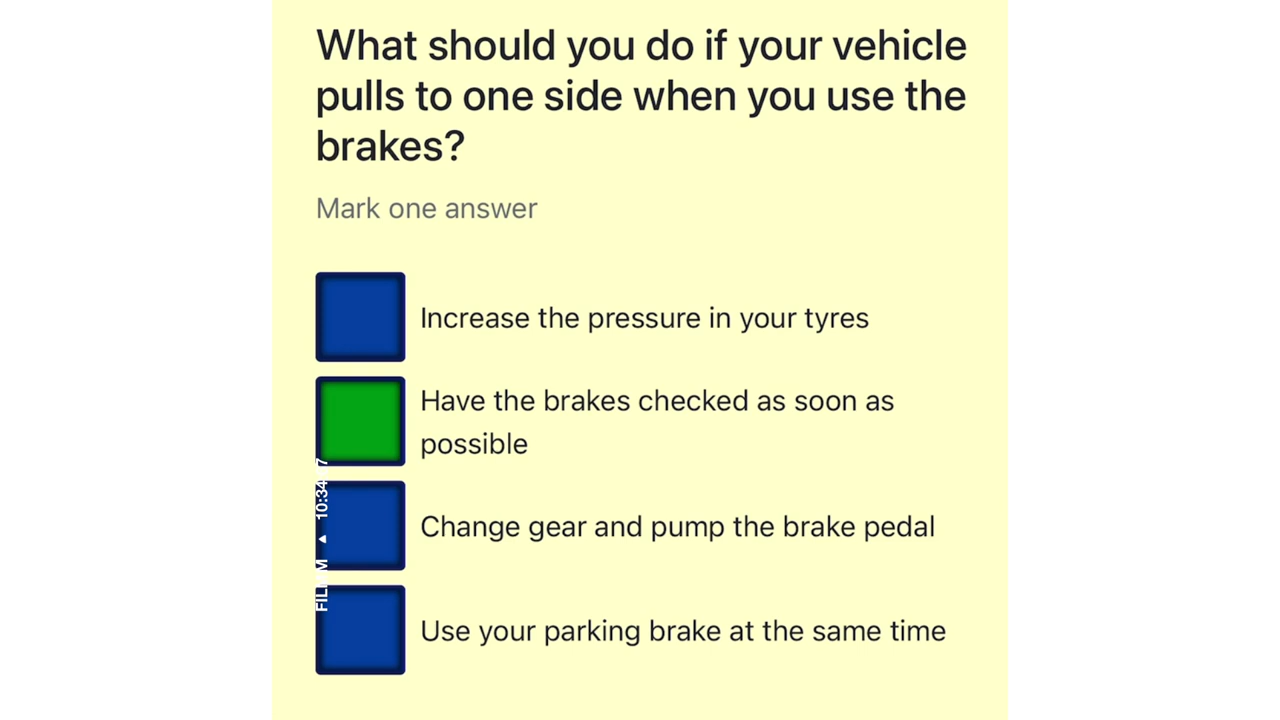 What should you do if your vehicle
pulls to one side when you use the
brakes?
Mark one answer
Increase the pressure in your tyres
Have the brakes checked as soon as
possible
Change gear and pump the brake pedal
Use your parking brake at the same time